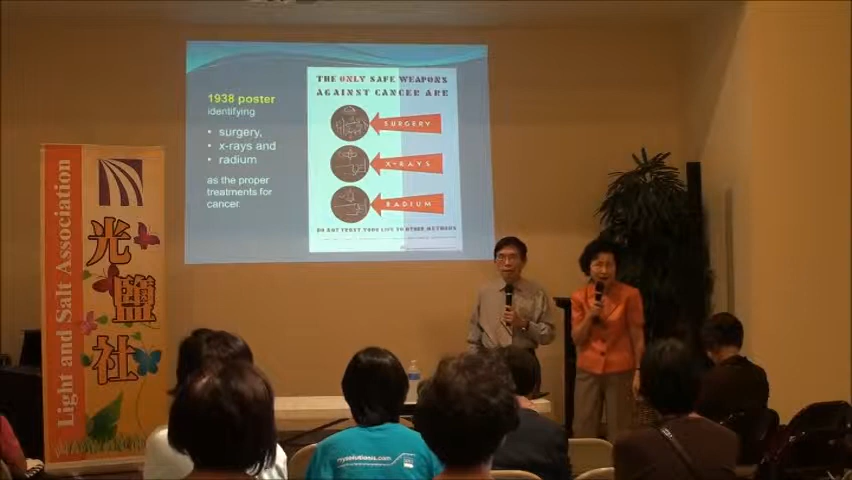 1938 poster
identifying
• surgery,
• x-rays and
• radium
as the proper
treatments for
cancer
THE ONLY SAFE WEAPONS
AGAINST CANCER ARE
SURGERY
X-RAYS
RADIUM
DO NOT TRUST YOUR LIFE TO OTHER METHODS
Light and Salt Association
光鹽社
mysolutions.com